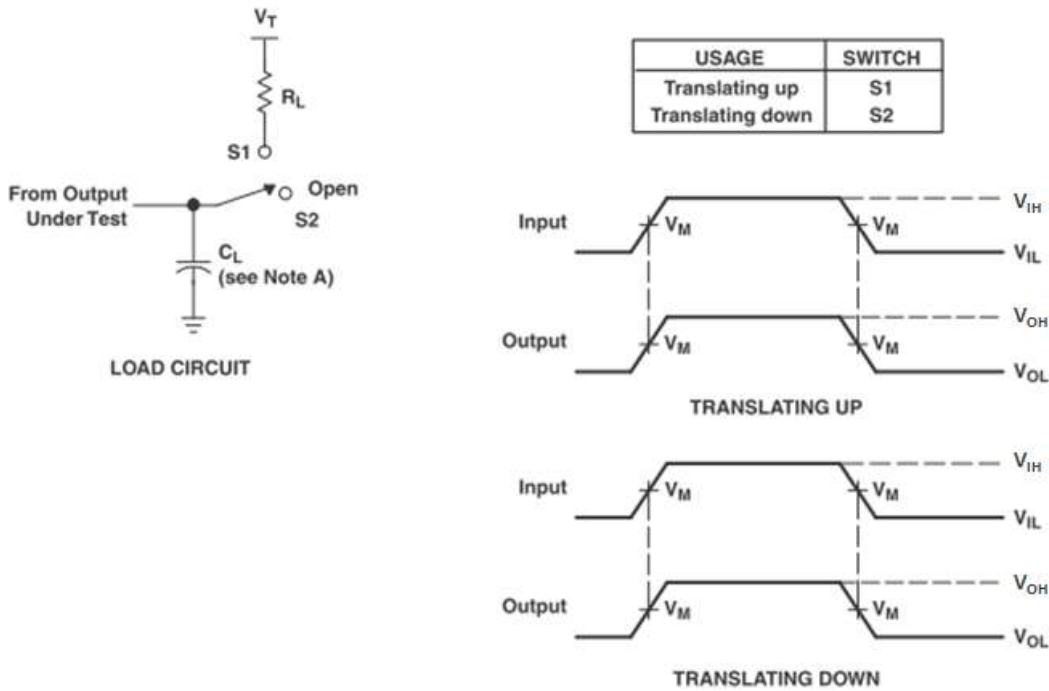 VT
RL
S1
From Output
Under Test
Open
S2
CL
(see Note A)
LOAD CIRCUIT
USAGE SWITCH
Translating up S1
Translating down S2
Input VM VM VIH
VIL
Output VM VM VOH
VOL
TRANSLATING UP
Input VM VM VIH
VIL
Output VM VM VOH
VOL
TRANSLATING DOWN